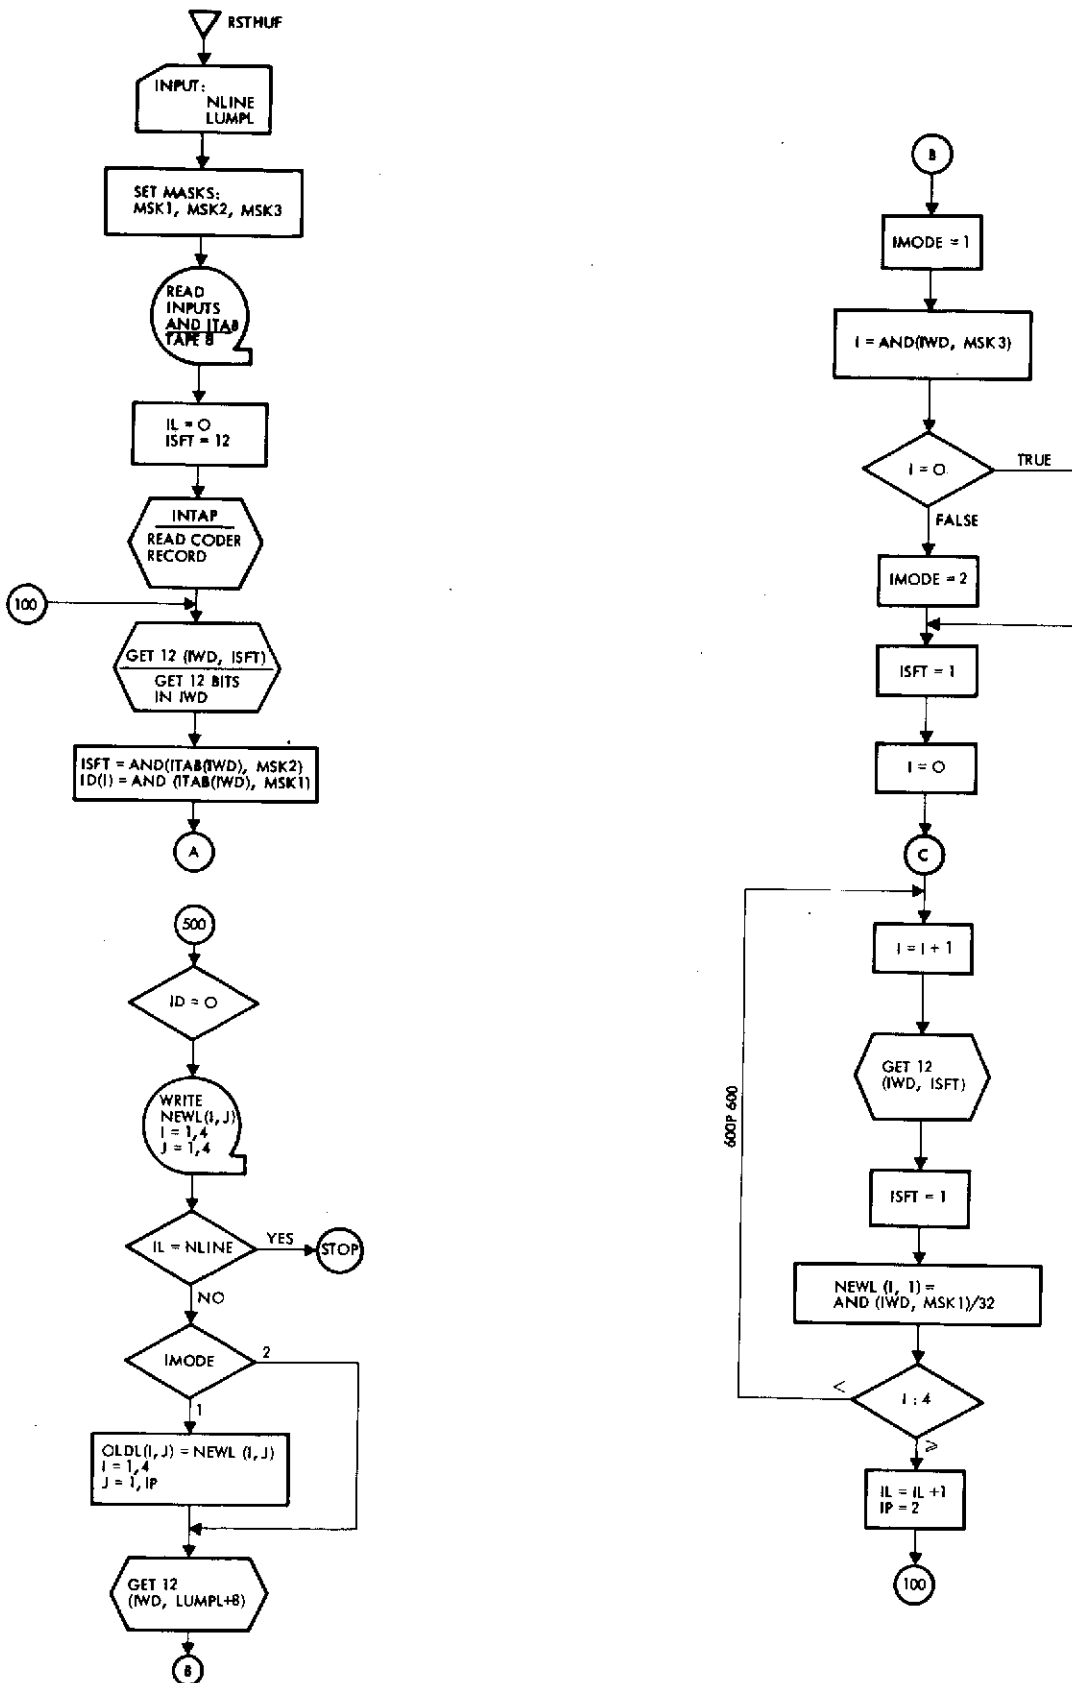 RSTHUF
INPUT:
NLINE
LUMPL
SET MASKS:
MSK1, MSK2, MSK3
READ
INPUTS
AND ITAB
TAPE 8
IL = O
ISFT = 12
INTAP
READ CODER
RECORD
100
GET 12 (IWD, ISFT)
GET 12 BITS
IN IWD
ISFT = AND(ITAB(IWD), MSK2)
ID(I) = AND (ITAB(IWD), MSK1)
A
500
ID = O
WRITE
NEWL(I, J)
I = 1,4
J = 1,4
IL = NLINE
YES
STOP
NO
IMODE
2
1
OLDL(I, J) = NEWL (I, J)
I = 1,4
J = 1, IP
GET 12
(IWD, LUMPL+8)
B
B
IMODE = 1
I = AND(IWD, MSK3)
I = O
TRUE
FALSE
IMODE = 2
ISFT = 1
I = O
C
I = I + 1
GET 12
(IWD, ISFT)
600P 600
ISFT = 1
NEWL (I, 1) =
AND (IWD, MSK1)/32
<
I : 4
≥
IL = IL +1
IP = 2
100